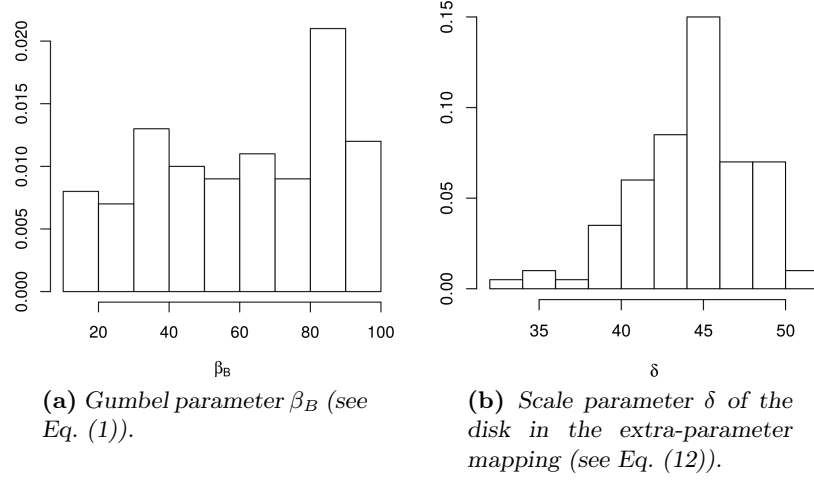 0.000 0.005 0.010 0.015 0.020
20 40 60 80 100
βB
(a) Gumbel parameter βB (see
Eq. (1)).
0.00 0.05 0.10 0.15
35 40 45 50
δ
(b) Scale parameter δ of the
disk in the extra-parameter
mapping (see Eq. (12)).